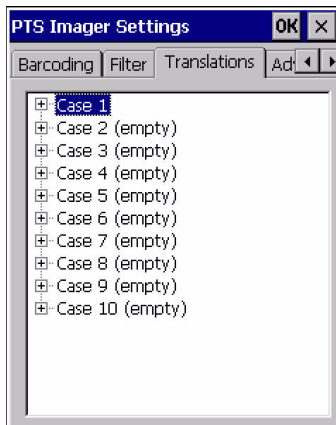 PTS Imager Settings OK ×
Barcoding Filter Translations Ad
Case 1
Case 2 (empty)
Case 3 (empty)
Case 4 (empty)
Case 5 (empty)
Case 6 (empty)
Case 7 (empty)
Case 8 (empty)
Case 9 (empty)
Case 10 (empty)